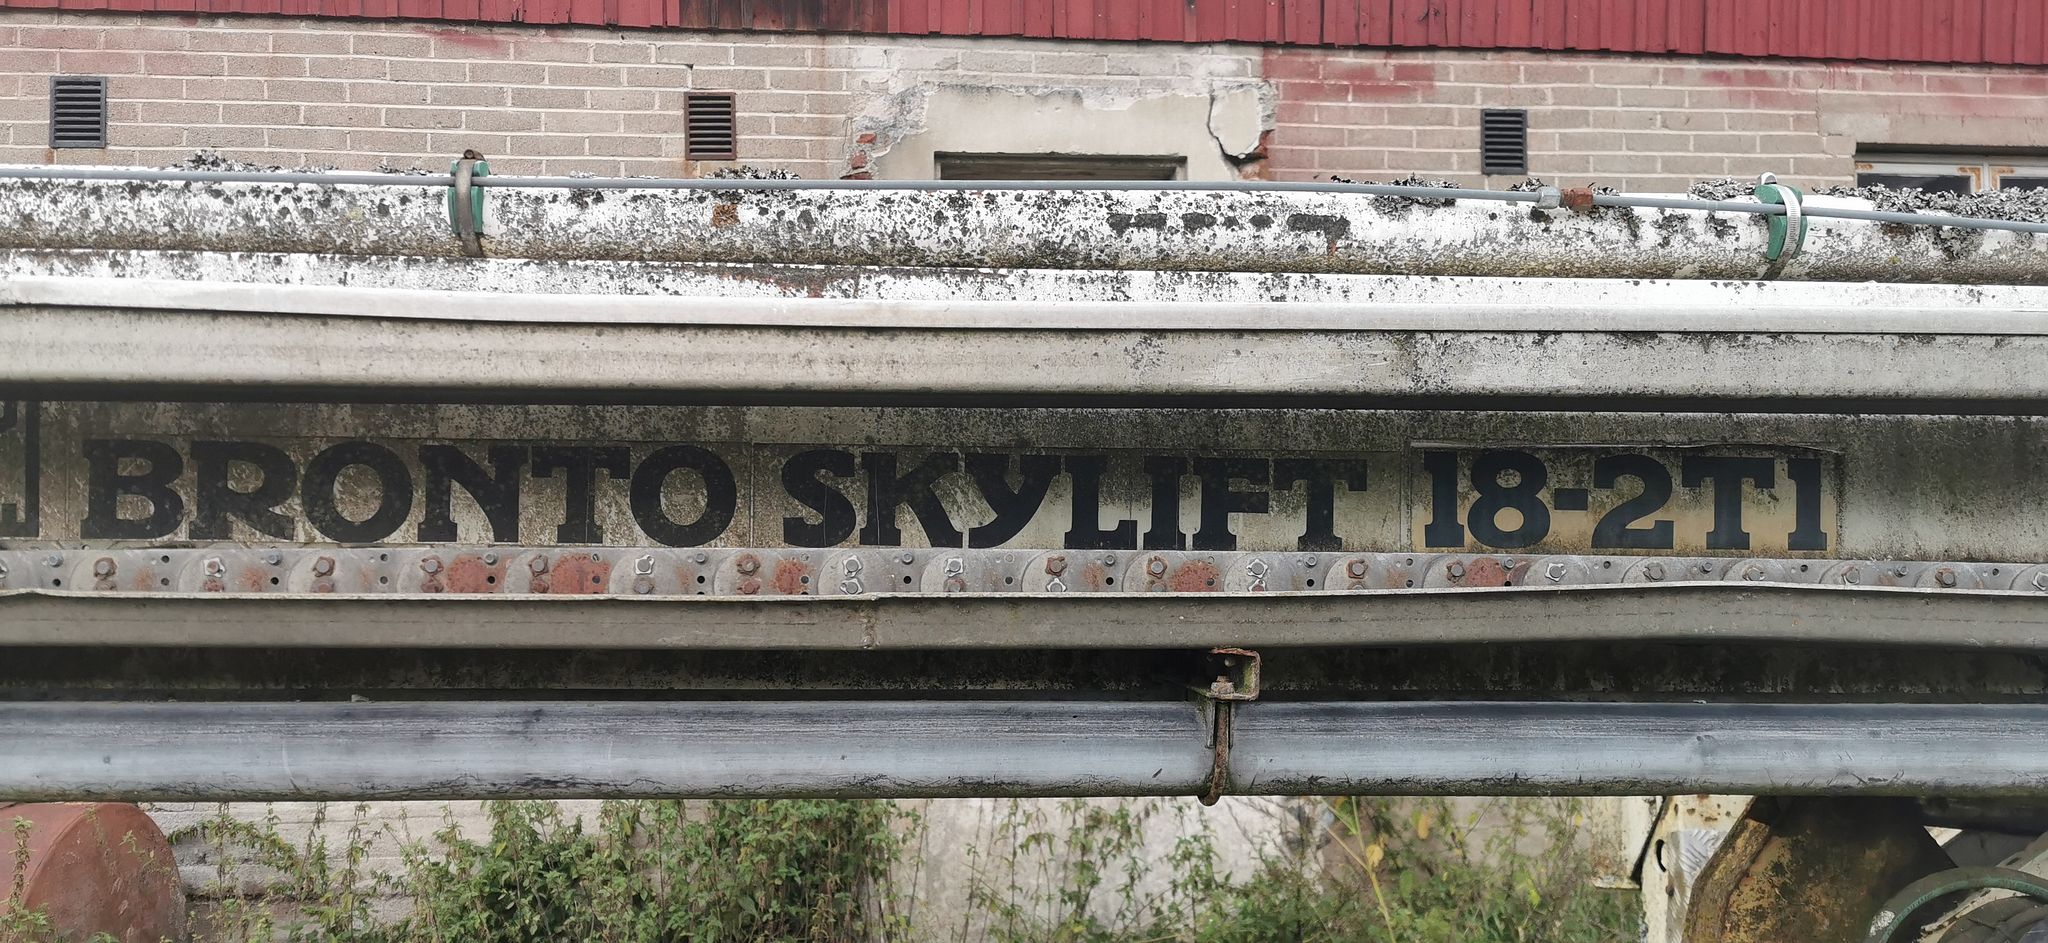 BRONTO SKYLIFT 18-2T1